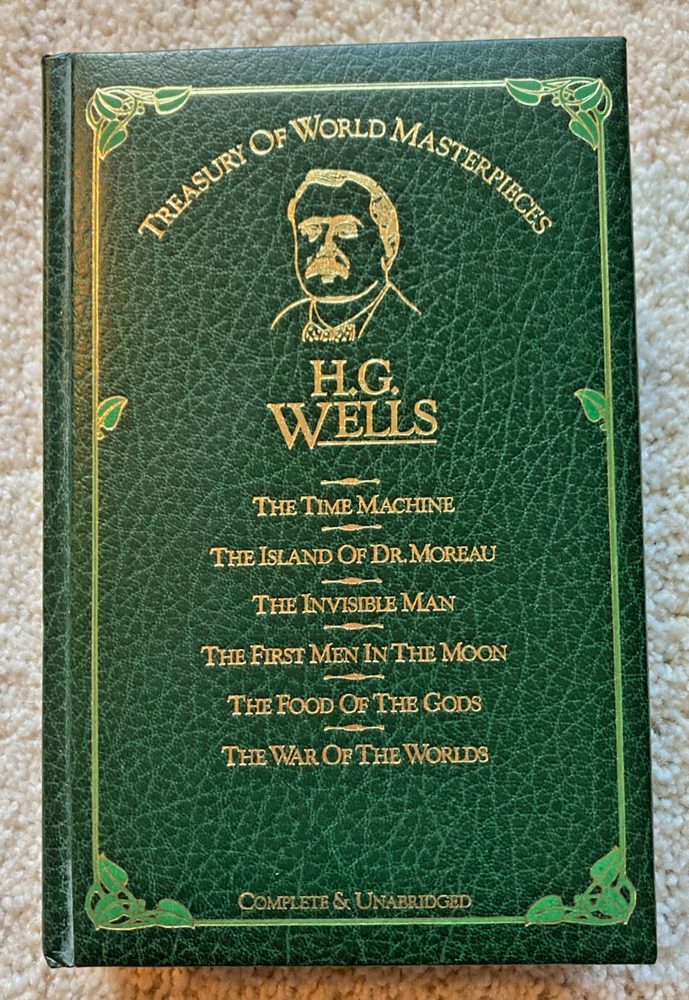 Treasury Of World Masterpieces
H.G.
Wells
The Time Machine
The Island Of Dr. Moreau
The Invisible Man
The First Men In The Moon
The Food Of The Gods
The War Of The Worlds
Complete & Unabridged